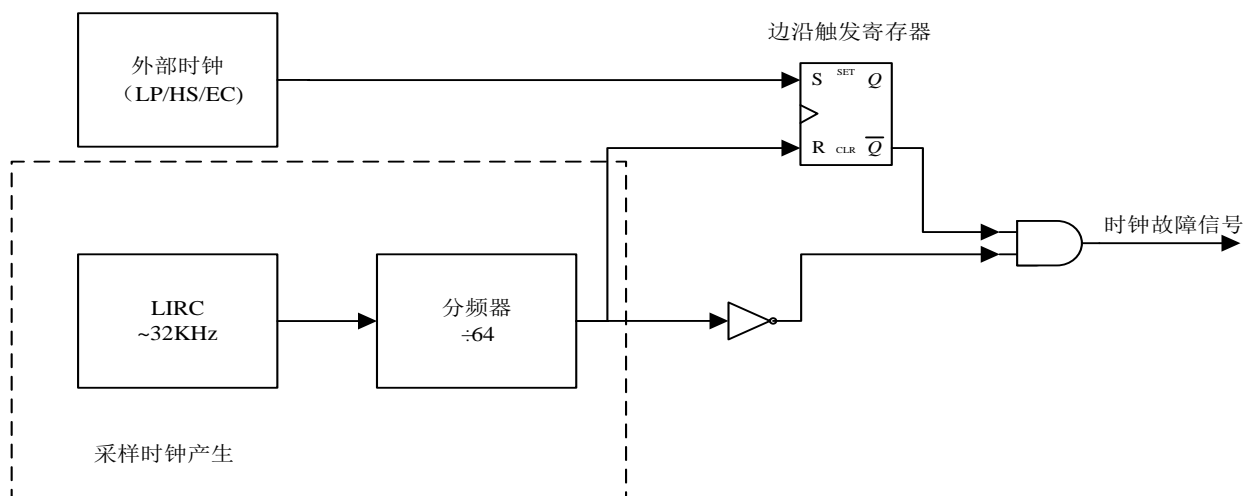 边沿触发寄存器
外部时钟
（LP/HS/EC)
S SET Q
R CLR Q
时钟故障信号
LIRC
~32KHz
分频器
÷64
采样时钟产生